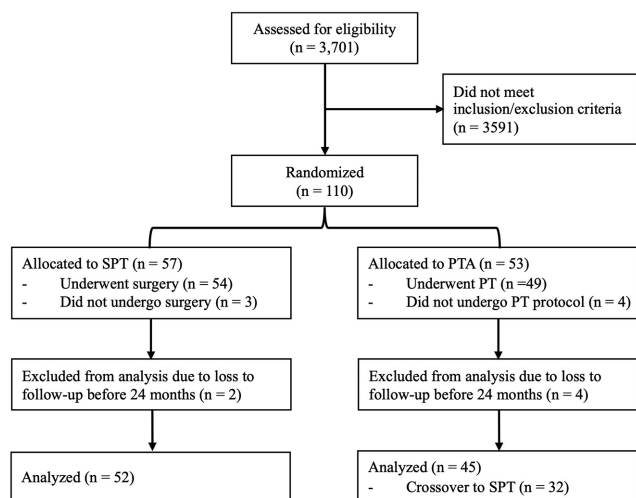 Assessed for eligibility
(n = 3,701)
Did not meet
inclusion/exclusion criteria
(n = 3591)
Randomized
(n = 110)
Allocated to SPT (n = 57)
- Underwent surgery (n = 54)
- Did not undergo surgery (n = 3)
Allocated to PTA (n = 53)
- Underwent PT (n =49)
- Did not undergo PT protocol (n = 4)
Excluded from analysis due to loss to
follow-up before 24 months (n = 2)
Excluded from analysis due to loss to
follow-up before 24 months (n = 4)
Analyzed (n = 52)
Analyzed (n = 45)
- Crossover to SPT (n = 32)